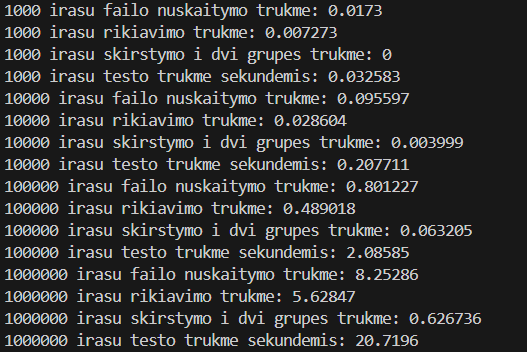 1000 irasu failo nuskaitymo trukme: 0.0173
1000 irasu rikiavimo trukme: 0.007273
1000 irasu skirstymo i dvi grupes trukme: 0
1000 irasu testo trukme sekundemis: 0.032583
10000 irasu failo nuskaitymo trukme: 0.095597
10000 irasu rikiavimo trukme: 0.028604
10000 irasu skirstymo i dvi grupes trukme: 0.003999
10000 irasu testo trukme sekundemis: 0.207711
100000 irasu failo nuskaitymo trukme: 0.801227
100000 irasu rikiavimo trukme: 0.489018
100000 irasu skirstymo i dvi grupes trukme: 0.063205
100000 irasu testo trukme sekundemis: 2.08585
1000000 irasu failo nuskaitymo trukme: 8.25286
1000000 irasu rikiavimo trukme: 5.62847
1000000 irasu skirstymo i dvi grupes trukme: 0.626736
1000000 irasu testo trukme sekundemis: 20.7196